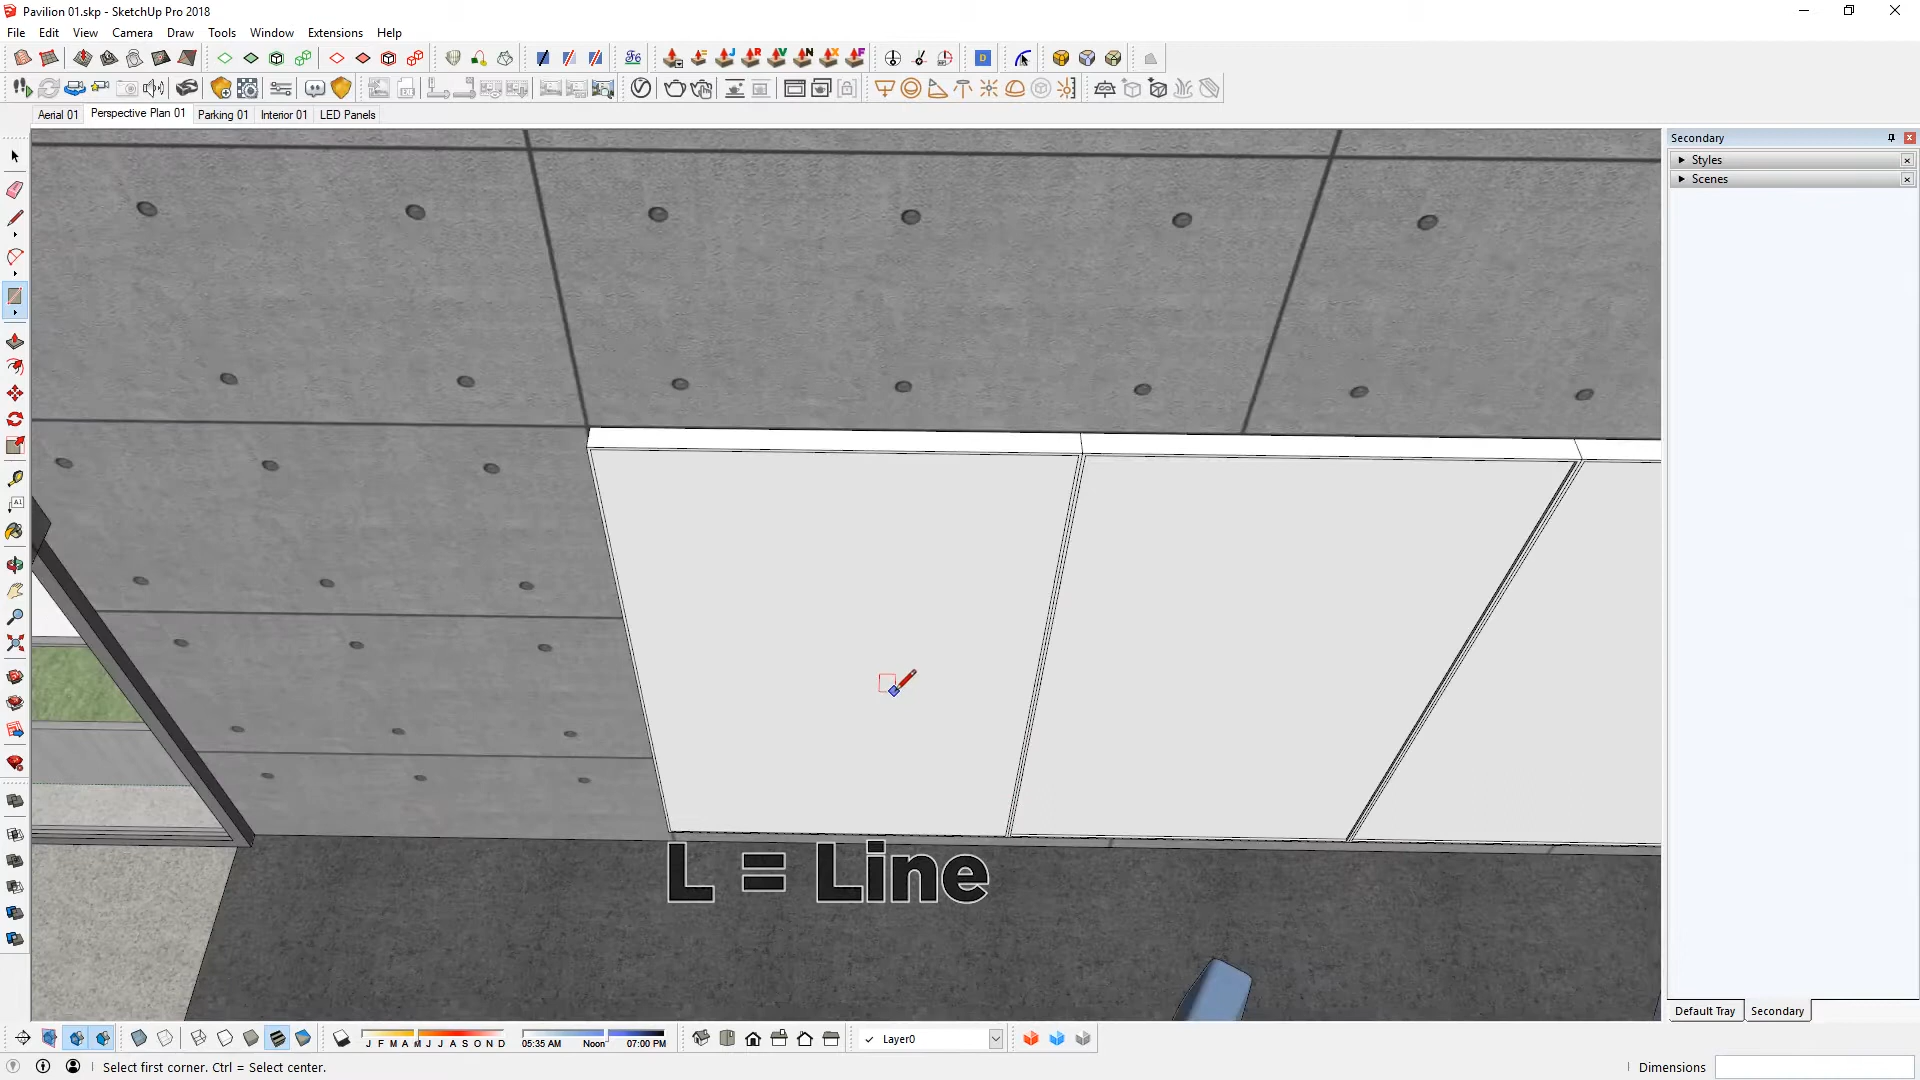 Pavilion 01.skp - SketchUp Pro 2018
File Edit View Camera Draw Tools Window Extensions Help
Aerial 01 Perspective Plan 01 Parking 01 Interior 01 LED Panels
Secondary
Styles
Scenes
L = Line
Default Tray Secondary
J F M A M J J A S O N D 05:35 AM Noon 07:00 PM Layer0
Select first corner. Ctrl = Select center. Dimensions